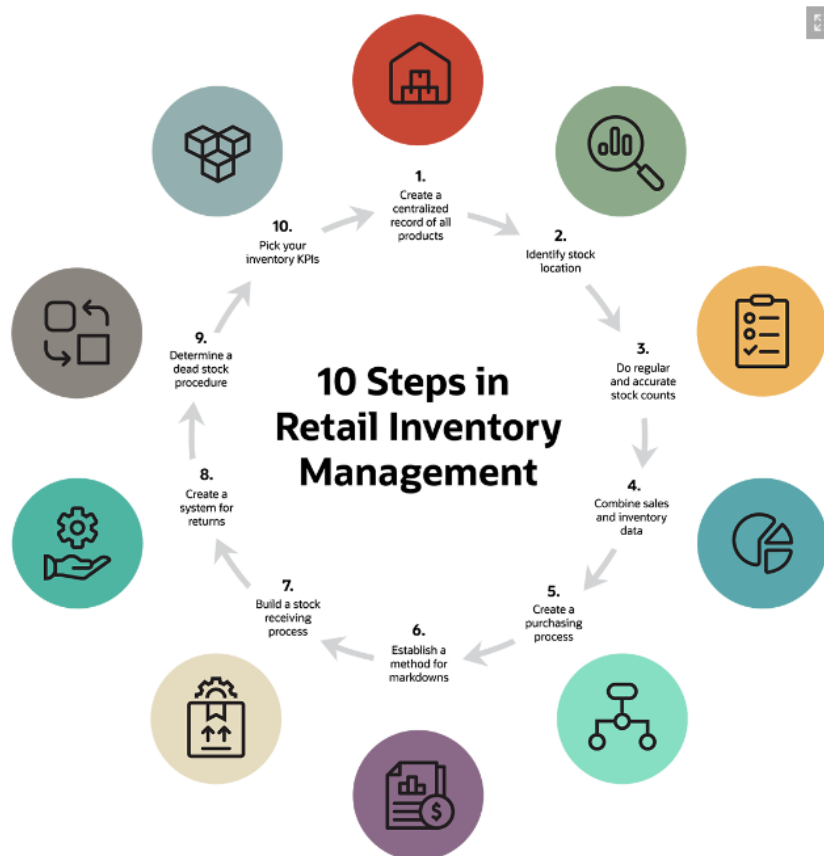 1.
Create a
centralized
record of all
products
2.
Identify stock
location
3.
Do regular
and accurate
stock counts
4.
Combine sales
and inventory
data
5.
Create a
purchasing
process
6.
Establish a
method for
markdowns
7.
Build a stock
receiving
process
8.
Create a
system for
returns
9.
Determine a
dead stock
procedure
10.
Pick your
inventory KPIs
10 Steps in
Retail Inventory
Management
$